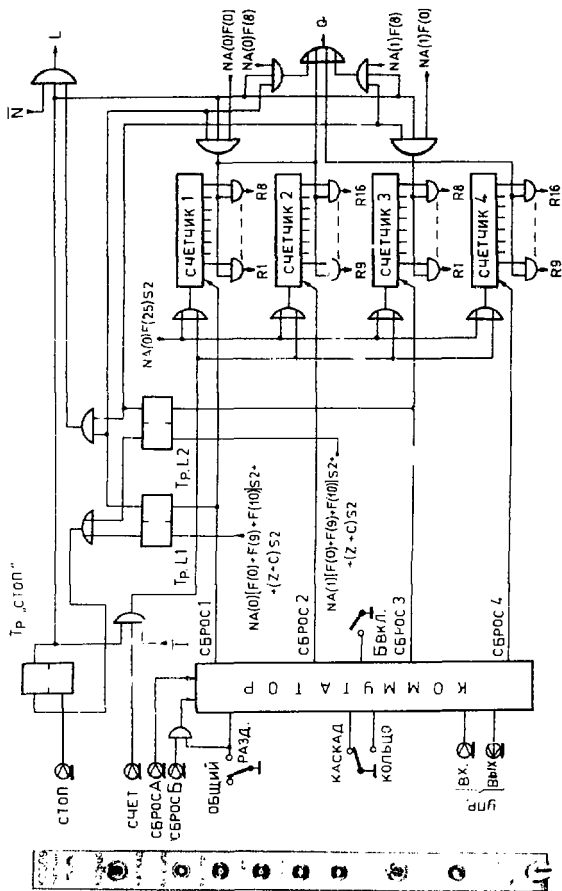 N̅
L
NA(0)F(0)
NA(0)F(8)
Q
NA(1)F(8)
NA(1)F(0)
СЧЕТЧИК 1
R1
R8
СЧЕТЧИК 2
R9
R16
СЧЕТЧИК 3
R1
R8
СЧЕТЧИК 4
R9
R16
NA(0)F(25)S2
Тр. L2
Тр. L1
Тр „СТОП"
NA(0)[F(0)+F(9)+F(10)]S2+
+(Z+C)S2
NA(1)[F(0)+F(9)+F(10)]S2+
+(Z+C)S2
I
СБРОС 1
СБРОС 2
Б ВКЛ.
СБРОС 3
СБРОС 4
КОММУТАТОР
СТОП
СЧЕТ
СБРОС А
СБРОС Б
ОБЩИЙ
РАЗД.
КАСКАД
КОЛЬЦО
ВХ.
ВЫХ
УПР.